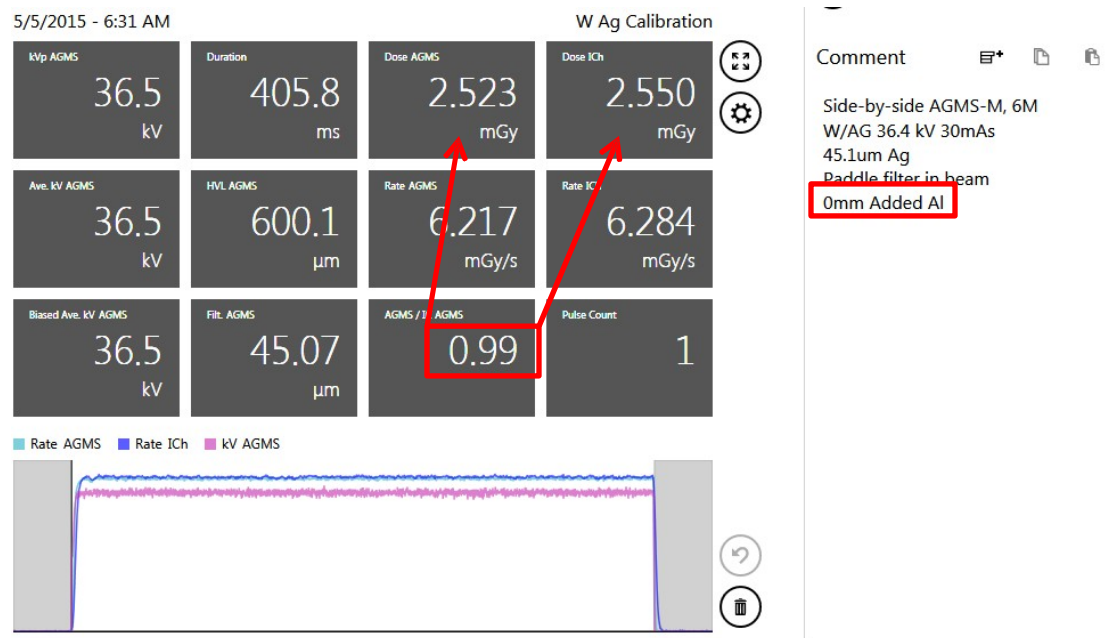 5/5/2015 - 6:31 AM
W Ag Calibration
kVp AGMS
36.5
kV
Duration
405.8
ms
Dose AGMS
2.523
mGy
Dose ICh
2.550
mGy
Ave. kV AGMS
36.5
kV
HVL AGMS
600.1
µm
Rate AGMS
6.217
mGy/s
Rate ICh
6.284
mGy/s
Biased Ave. kV AGMS
36.5
kV
Filt. AGMS
45.07
µm
AGMS / AGMS
0.99
Pulse Count
1
Rate AGMS Rate ICh kV AGMS
Comment
Side-by-side AGMS-M, 6M
W/AG 36.4 kV 30mAs
45.1um Ag
Paddle filter in beam
0mm Added Al